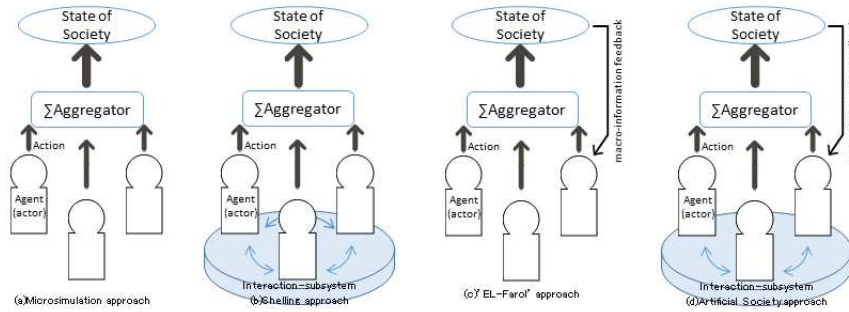 State of
Society
∑Aggregator
Action
Agent
(actor)
(a)Microsimulation approach
State of
Society
∑Aggregator
Action
Agent
(actor)
Interaction-subsystem
(b)Shelling approach
State of
Society
macro-information feedback
∑Aggregator
Action
Agent
(actor)
(c)'EL-Farol' approach
State of
Society
∑Aggregator
Action
Agent
(actor)
Interaction-subsystem
(d)Artificial Society approach